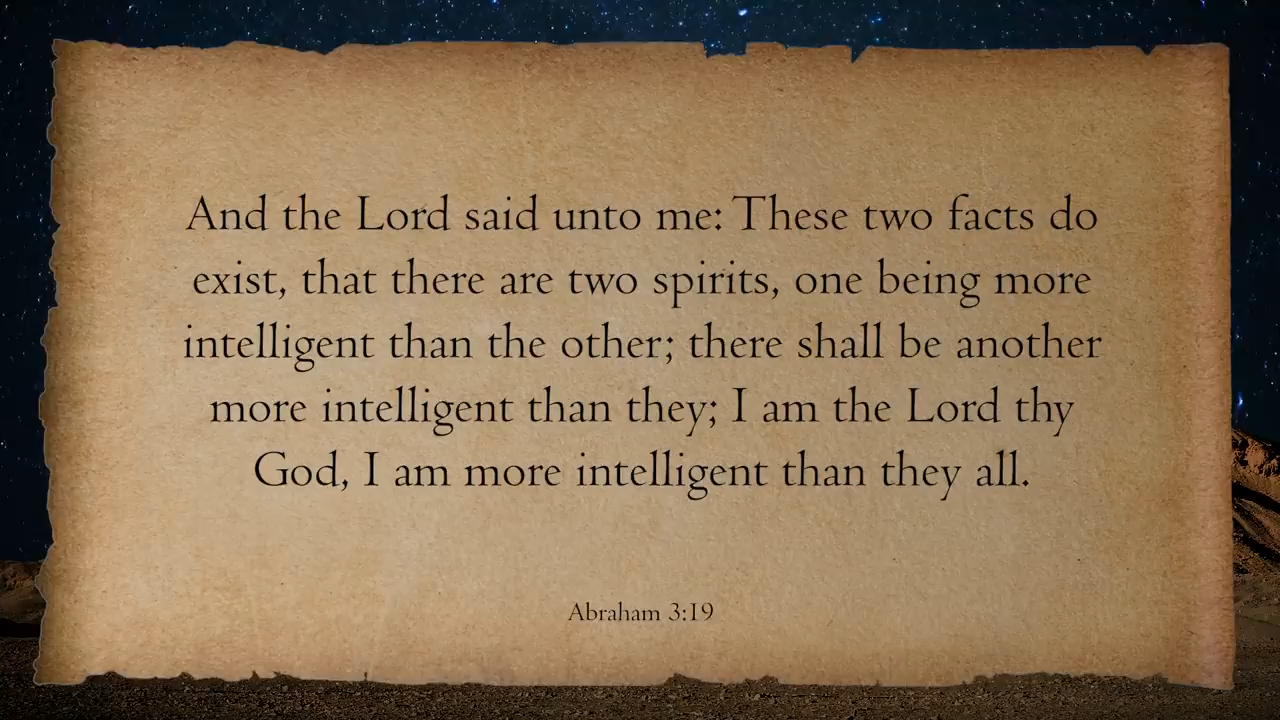 And the Lord said unto me: These two facts do
exist, that there are two spirits, one being more
intelligent than the other; there shall be another
more intelligent than they; I am the Lord thy
God, I am more intelligent than they all.
Abraham 3:19